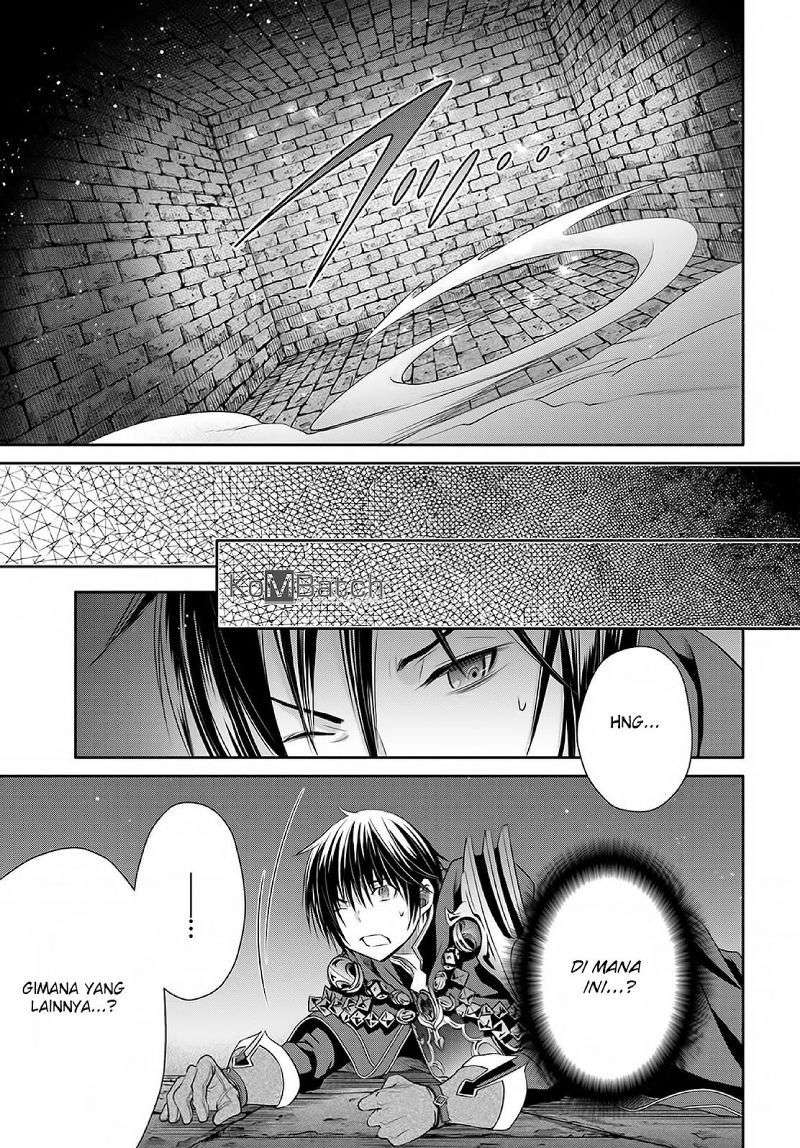 KoMBatch
HNG...
DI MANA
INI...?
...
GIMANA YANG
LAINNYA...?